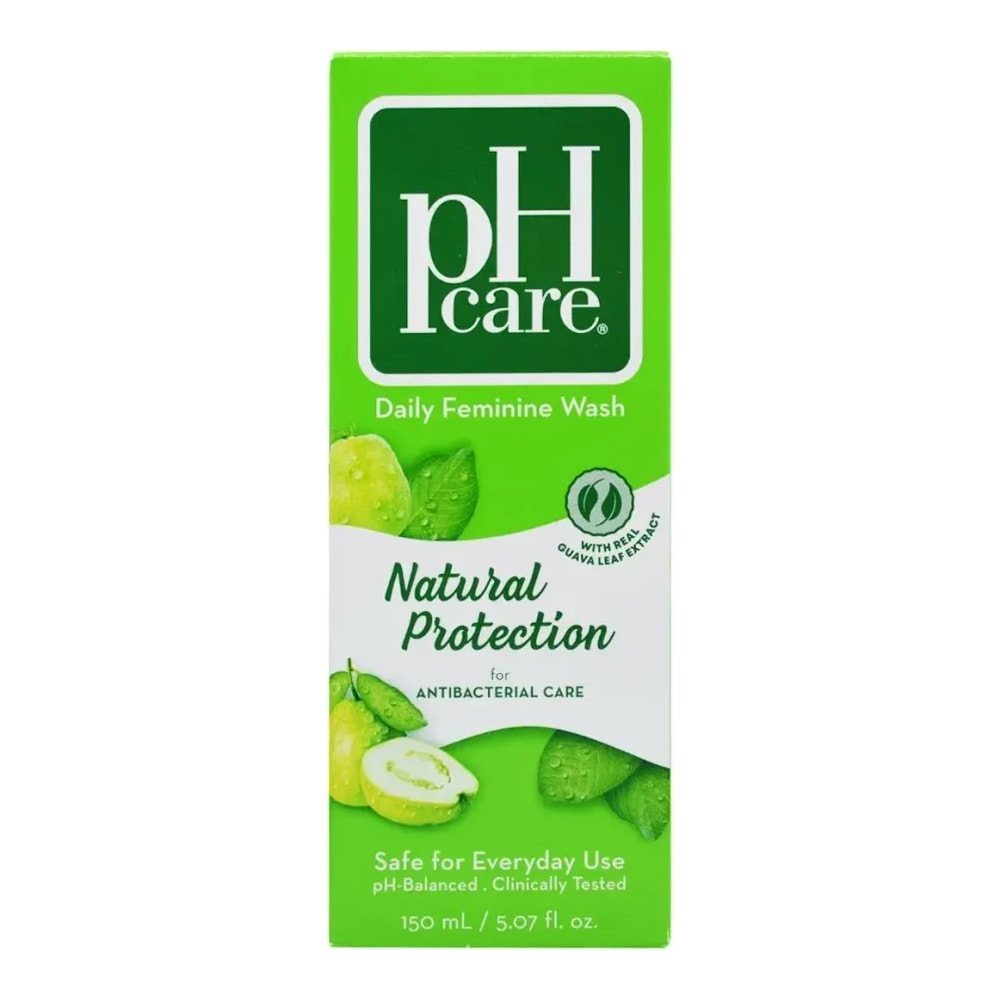 pH
care®
Daily Feminine Wash
WITH REAL
GUAVA LEAF EXTRACT
Natural
Protection
for
ANTIBACTERIAL CARE
Safe for Everyday Use
pH-Balanced . Clinically Tested
150 mL / 5.07 fl. oz.